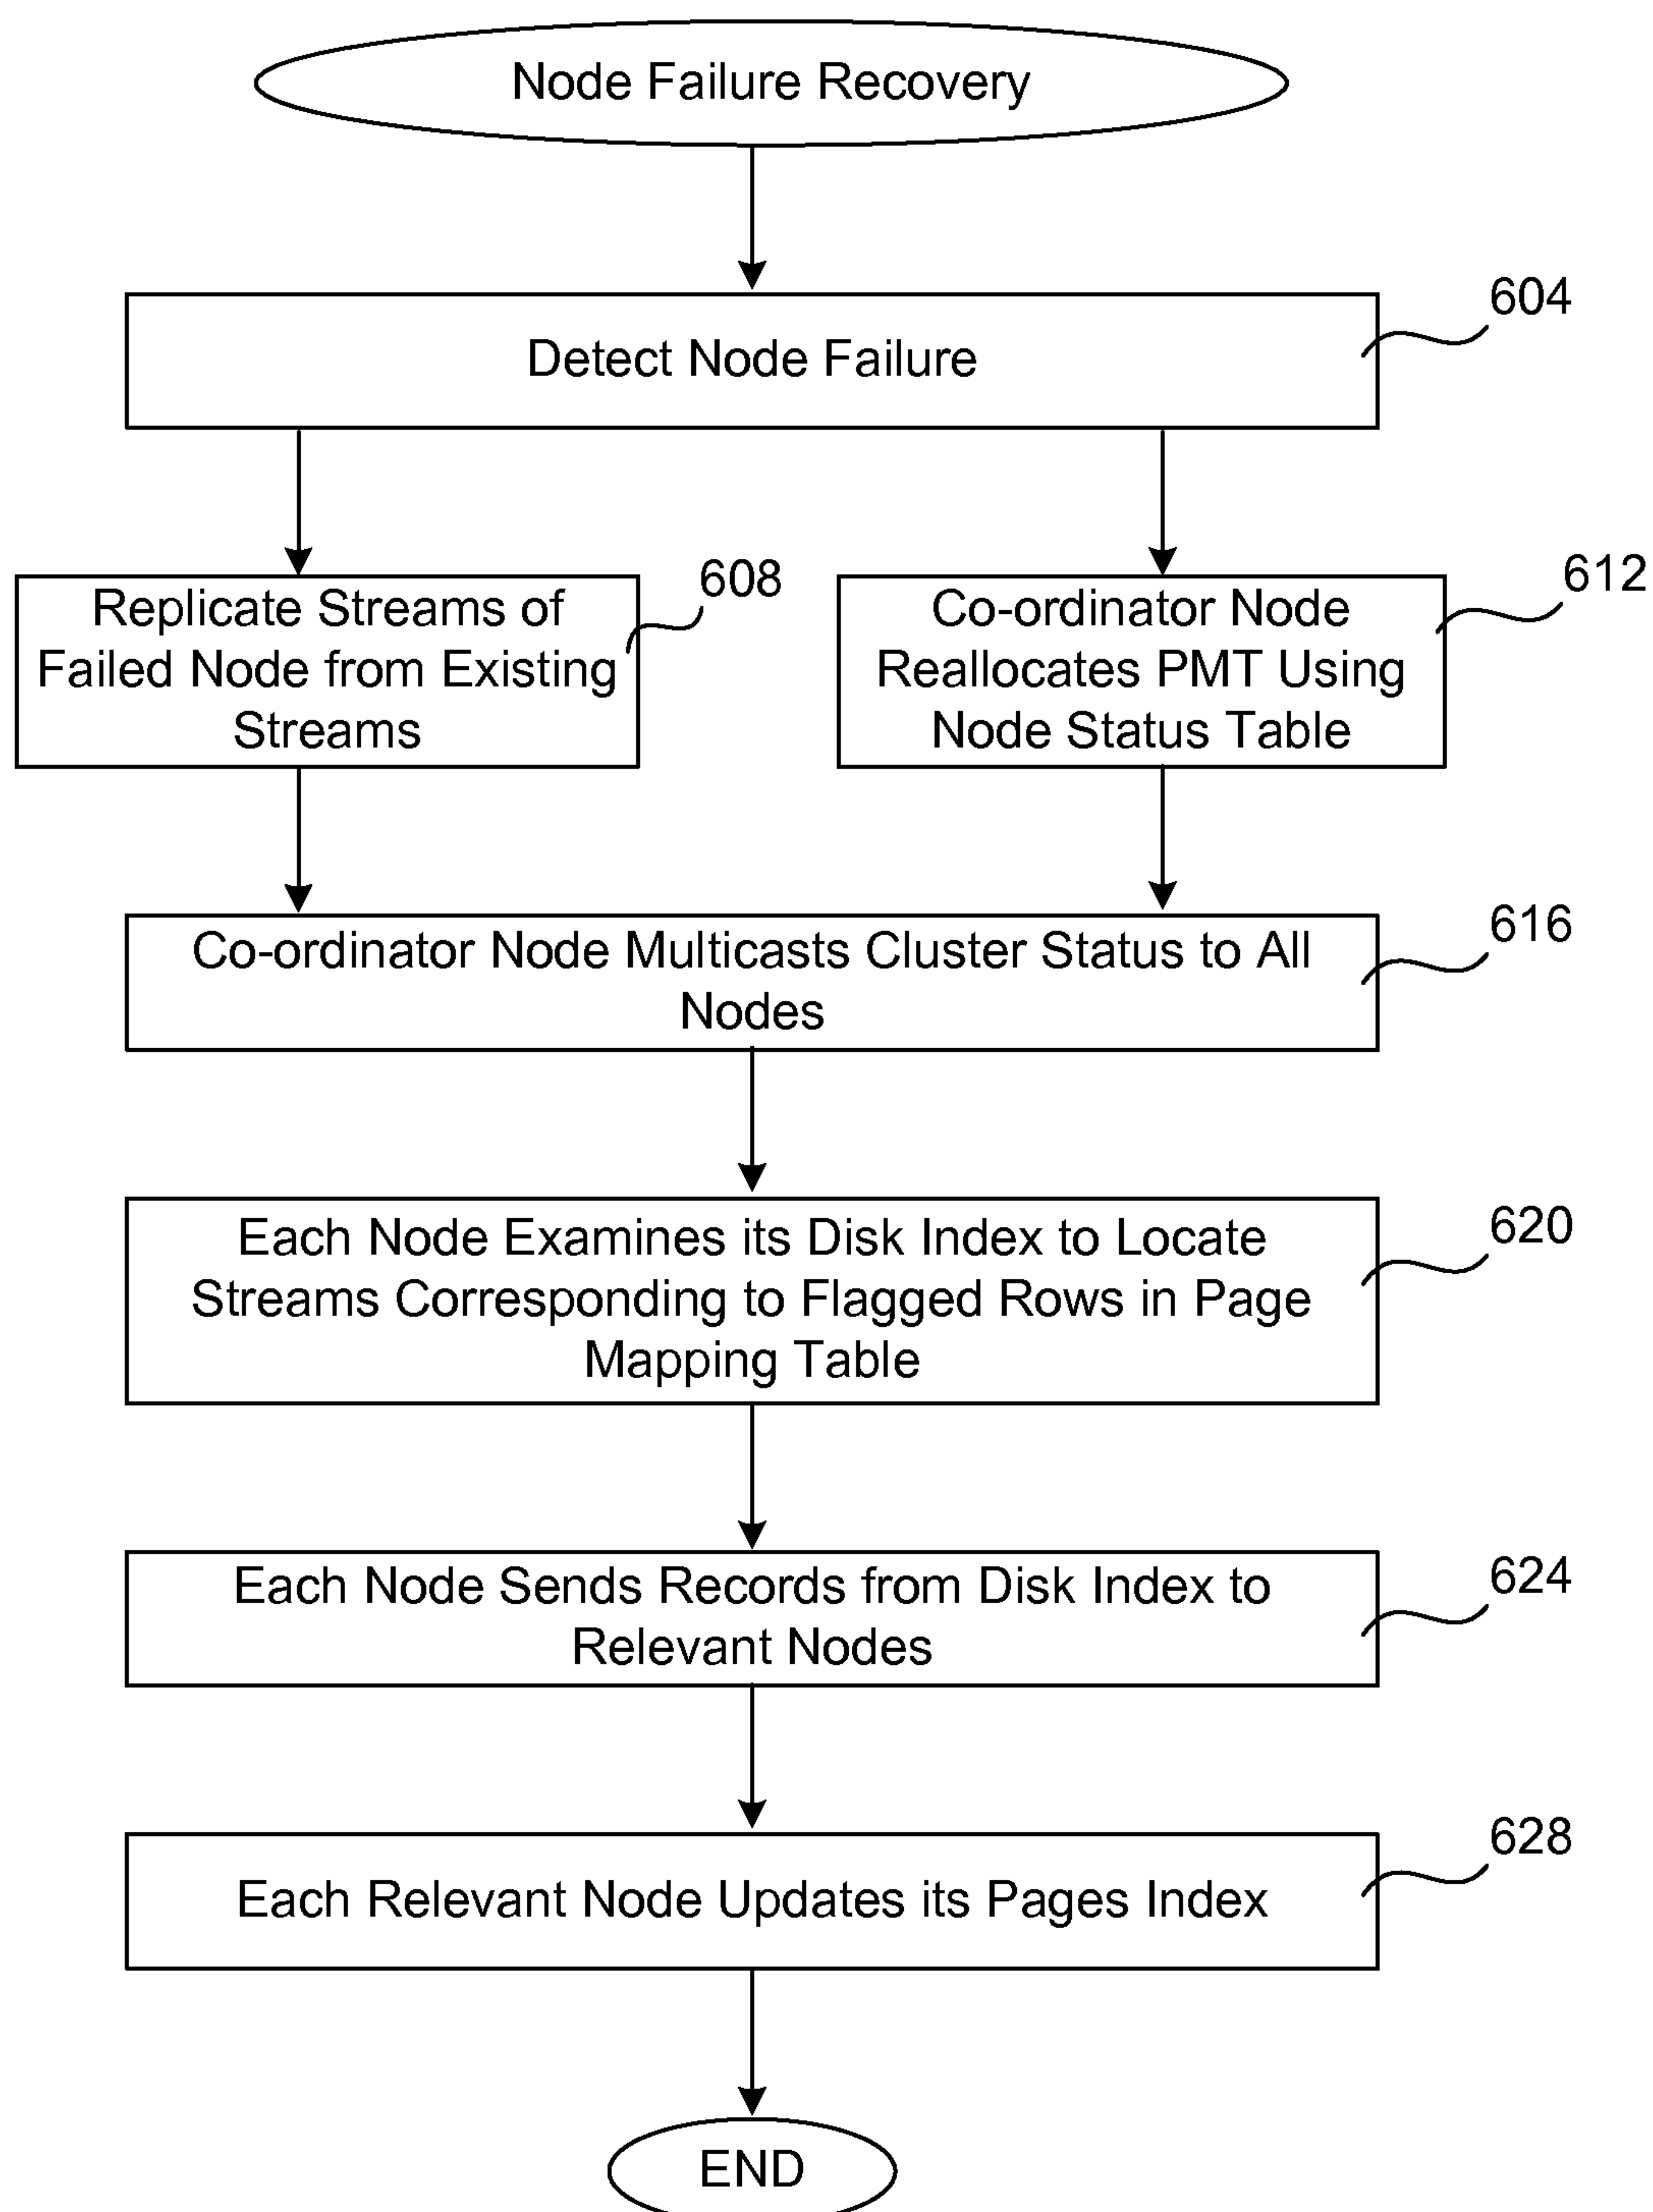 Node Failure Recovery
604
Detect Node Failure
608
Replicate Streams of
Failed Node from Existing
Streams
612
Co-ordinator Node
Reallocates PMT Using
Node Status Table
616
Co-ordinator Node Multicasts Cluster Status to All
Nodes
620
Each Node Examines its Disk Index to Locate
Streams Corresponding to Flagged Rows in Page
Mapping Table
624
Each Node Sends Records from Disk Index to
Relevant Nodes
628
Each Relevant Node Updates its Pages Index
END